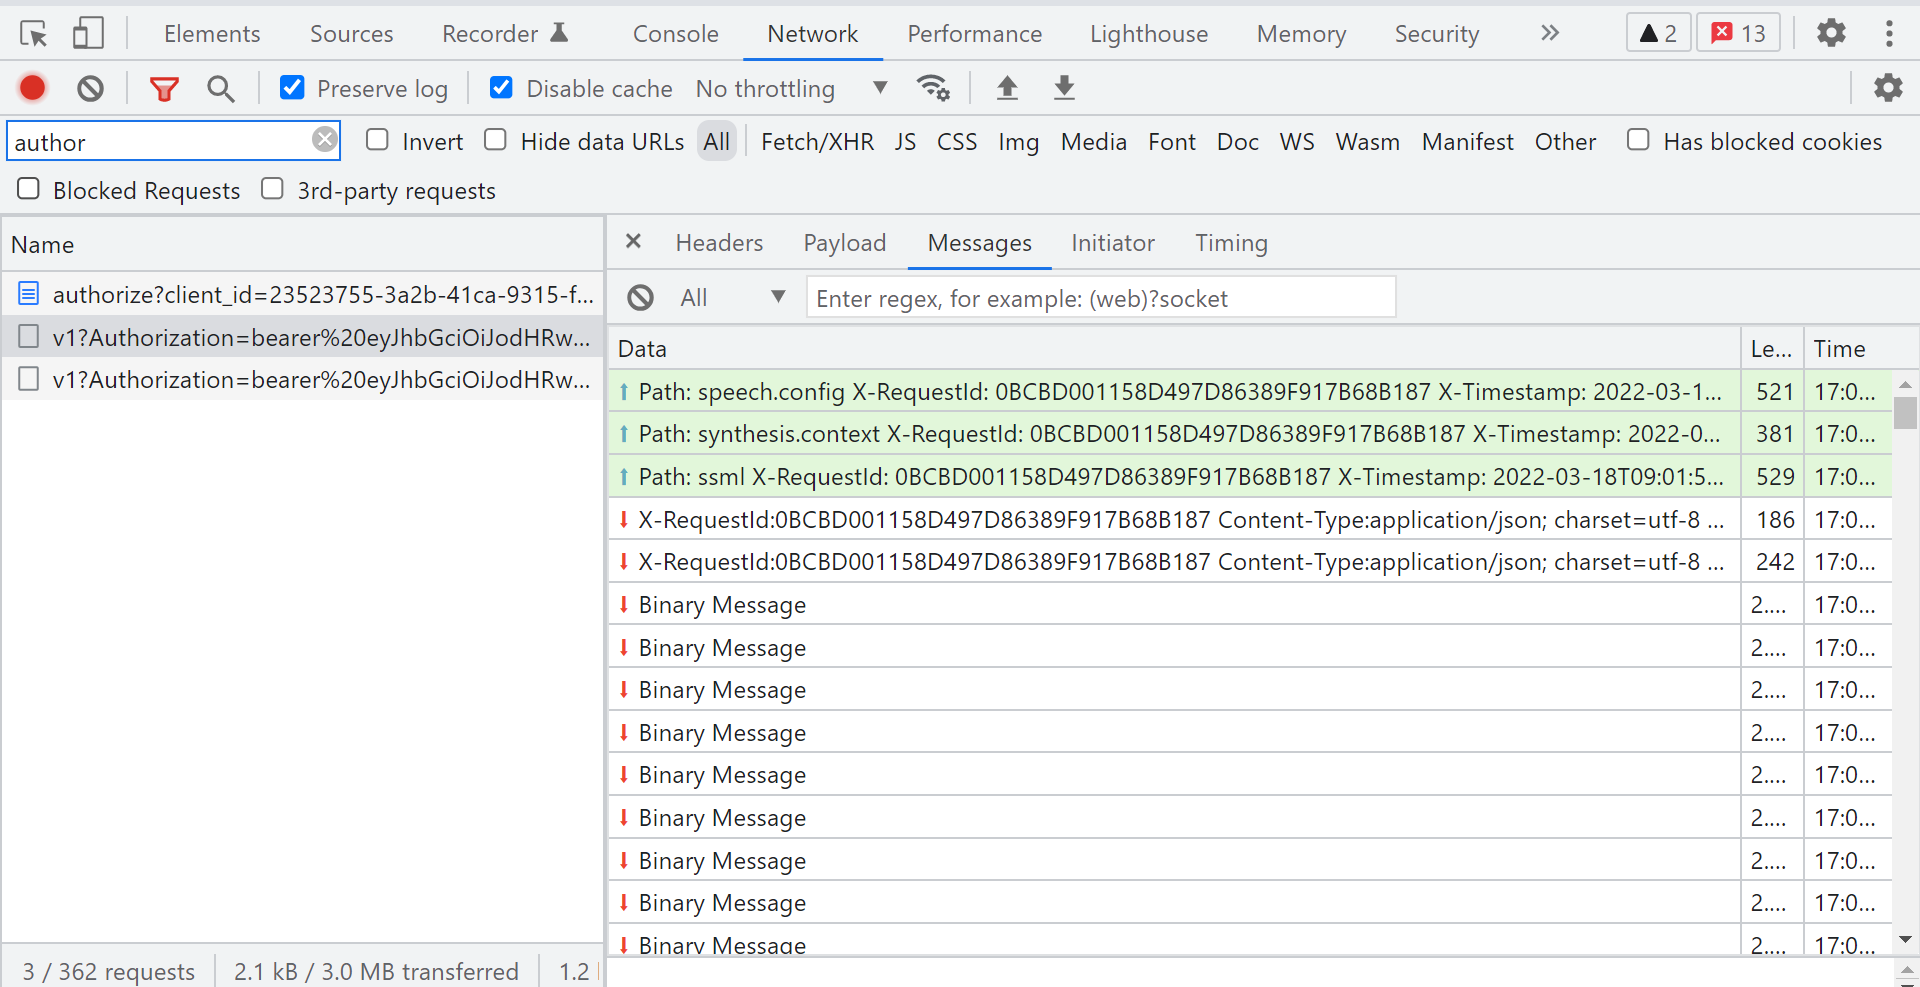 Elements Sources Recorder Console Network Performance Lighthouse Memory Security 2 13
Preserve log Disable cache No throttling
author Invert Hide data URLs All Fetch/XHR JS CSS Img Media Font Doc WS Wasm Manifest Other Has blocked cookies
Blocked Requests 3rd-party requests
Name
authorize?client_id=23523755-3a2b-41ca-9315-f...
v1?Authorization=bearer%20eyJhbGciOiJodHRw...
v1?Authorization=bearer%20eyJhbGciOiJodHRw...
3 / 362 requests 2.1 kB / 3.0 MB transferred 1.2
Headers Payload Messages Initiator Timing
All Enter regex, for example: (web)?socket
Data Le... Time
Path: speech.config X-RequestId: 0BCBD001158D497D86389F917B68B187 X-Timestamp: 2022-03-1... 521 17:0...
Path: synthesis.context X-RequestId: 0BCBD001158D497D86389F917B68B187 X-Timestamp: 2022-0... 381 17:0...
Path: ssml X-RequestId: 0BCBD001158D497D86389F917B68B187 X-Timestamp: 2022-03-18T09:01:5... 529 17:0...
X-RequestId:0BCBD001158D497D86389F917B68B187 Content-Type:application/json; charset=utf-8 ... 186 17:0...
X-RequestId:0BCBD001158D497D86389F917B68B187 Content-Type:application/json; charset=utf-8 ... 242 17:0...
Binary Message 2.... 17:0...
Binary Message 2.... 17:0...
Binary Message 2.... 17:0...
Binary Message 2.... 17:0...
Binary Message 2.... 17:0...
Binary Message 2.... 17:0...
Binary Message 2.... 17:0...
Binary Message 2.... 17:0...
Binary Message 2.... 17:0...